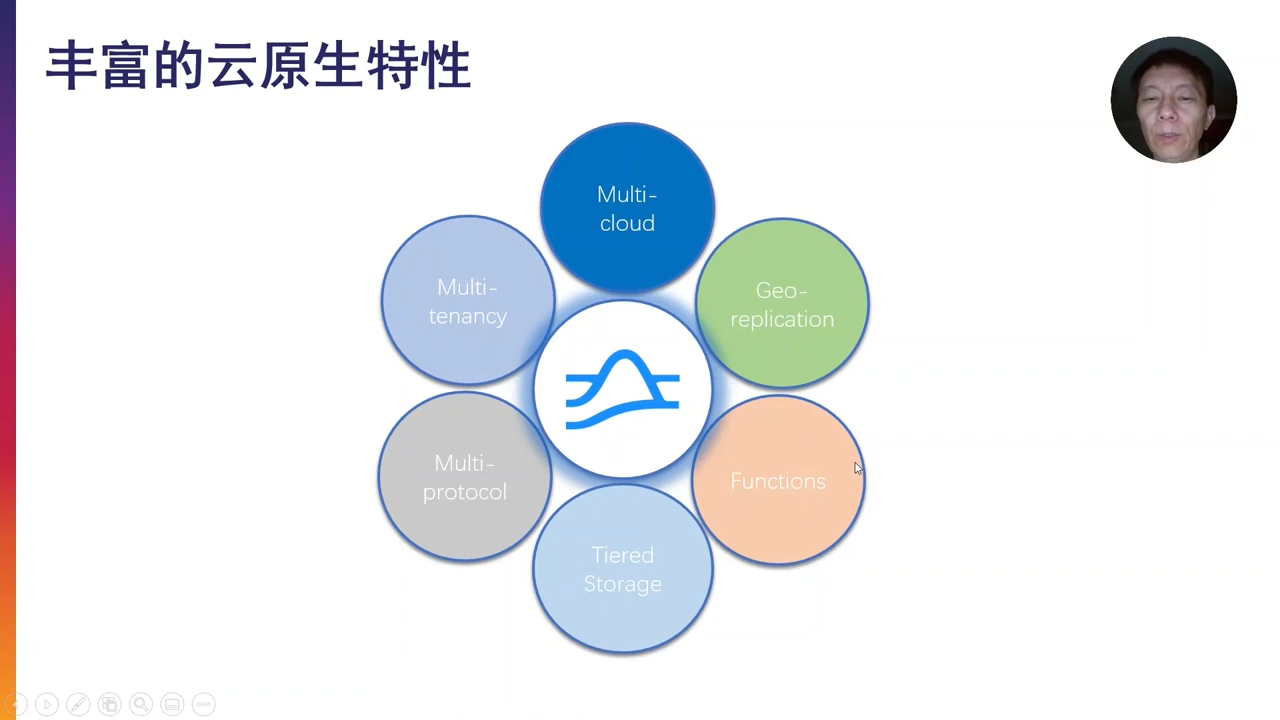 丰富的云原生特性
Multi-
cloud
Multi-
tenancy
Geo-
replication
Multi-
protocol
Functions
Tiered
Storage